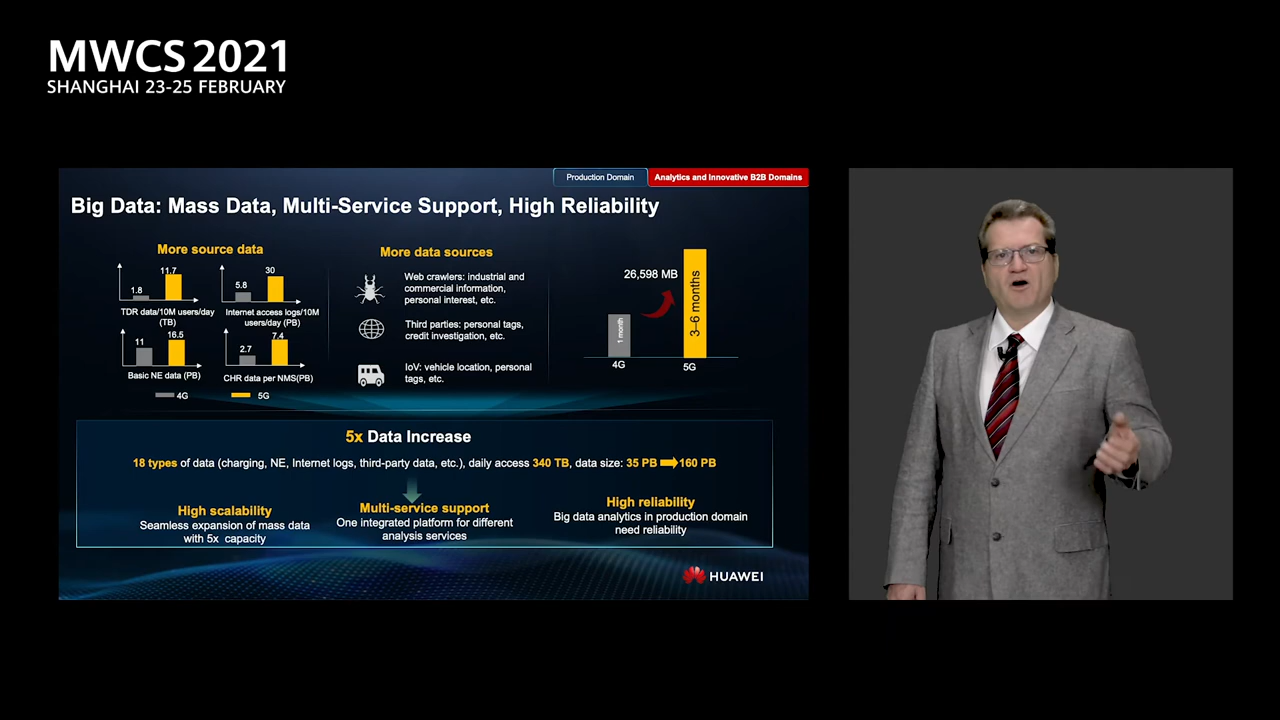 MWCS 2021
SHANGHAI 23-25 FEBRUARY
Production Domain
Analytics and Innovative B2B Domains
Big Data: Mass Data, Multi-Service Support, High Reliability
More source data
1.8
11.7
TDR data/10M users/day
(TB)
5.8
30
Internet access logs/10M
users/day (PB)
11
16.5
Basic NE data (PB)
2.7
7.4
CHR data per NMS(PB)
4G
5G
More data sources
Web crawlers: industrial and
commercial information,
personal interest, etc.
Third parties: personal tags,
credit investigation, etc.
IoV: vehicle location, personal
tags, etc.
26,598 MB
1 month
3–6 months
4G
5G
5x Data Increase
18 types of data (charging, NE, Internet logs, third-party data, etc.), daily access 340 TB, data size: 35 PB 160 PB
High scalability
Seamless expansion of mass data
with 5x capacity
Multi-service support
One integrated platform for different
analysis services
High reliability
Big data analytics in production domain
need reliability
HUAWEI